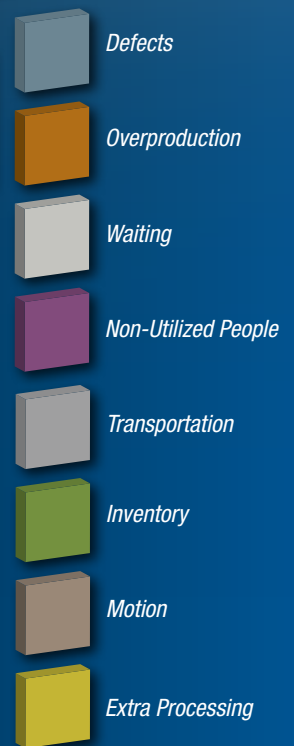 Defects
Overproduction
Waiting
Non-Utilized People
Transportation
Inventory
Motion
Extra Processing